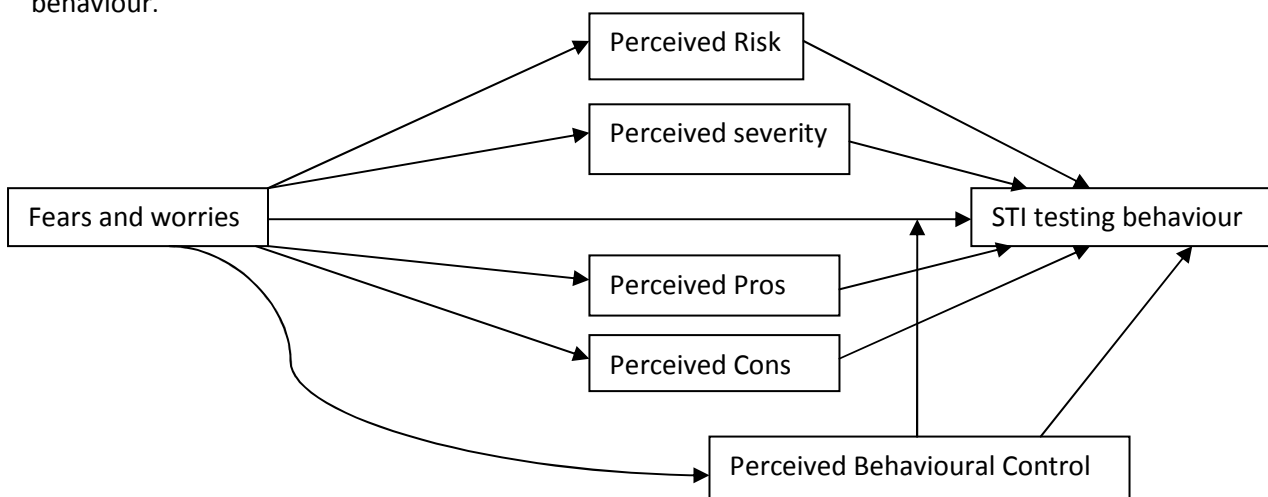 behaviour.
Perceived Risk
Perceived severity
Fears and worries
STI testing behaviour
Perceived Pros
Perceived Cons
Perceived Behavioural Control